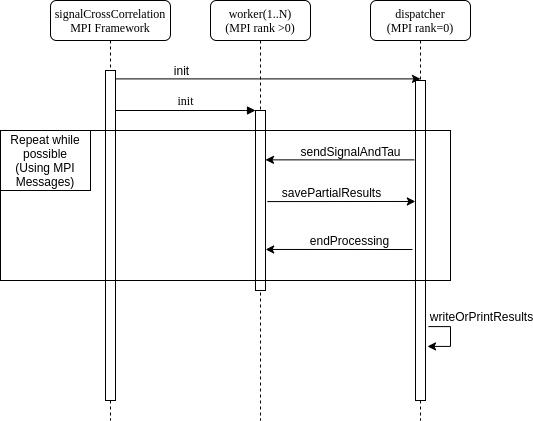 signalCrossCorrelation
MPI Framework
worker(1..N)
(MPI rank >0)
dispatcher
(MPI rank=0)
init
init
Repeat while
possible
(Using MPI
Messages)
sendSignalAndTau
savePartialResults
endProcessing
writeOrPrintResults